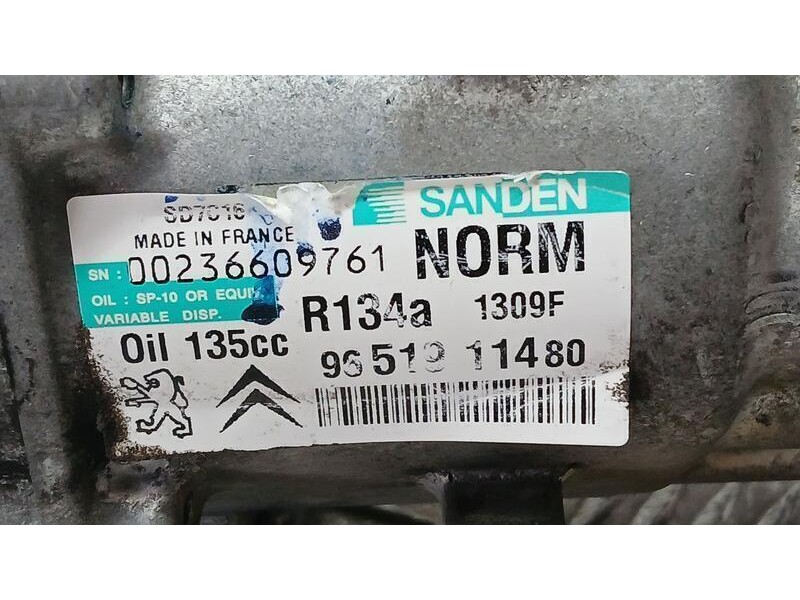 SD7C16
SANDEN
MADE IN FRANCE
NORM
SN : 00236609761
OIL : SP-10 OR EQUIV
VARIABLE DISP.
R134a 1309F
Oil 135cc
11480